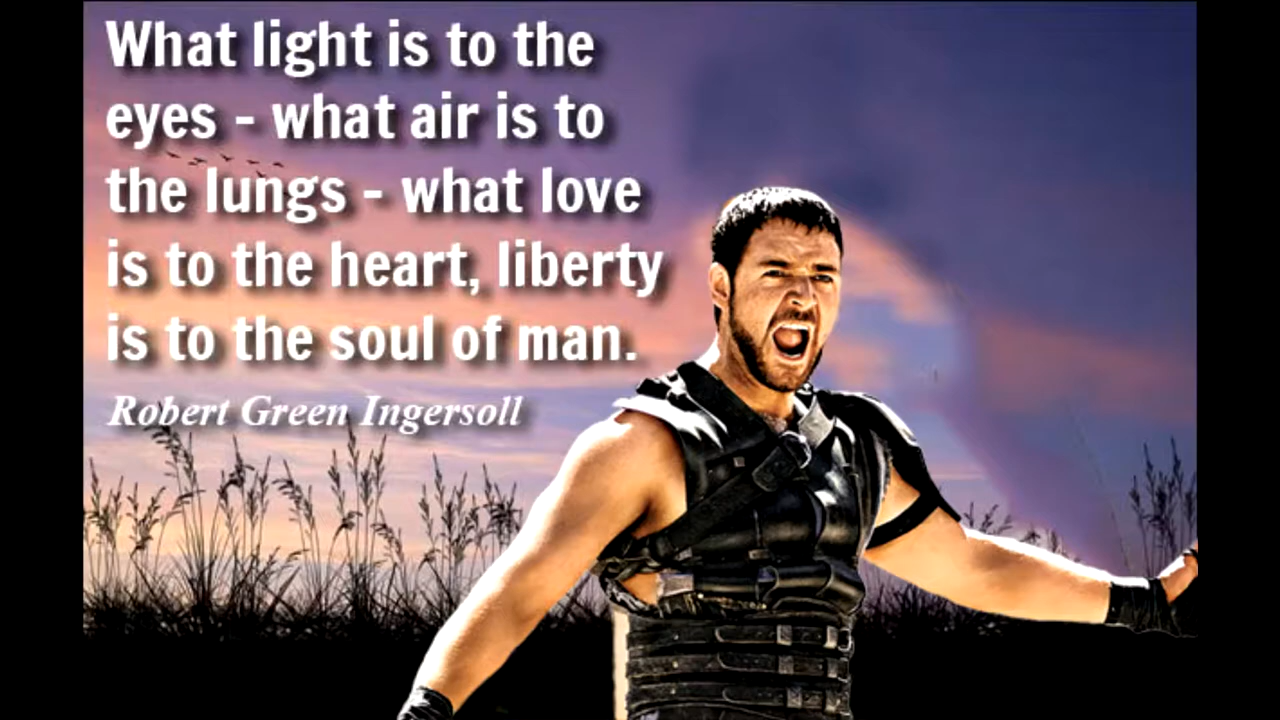 What light is to the
eyes - what air is to
the lungs - what love
is to the heart, liberty
is to the soul of man.
Robert Green Ingersoll